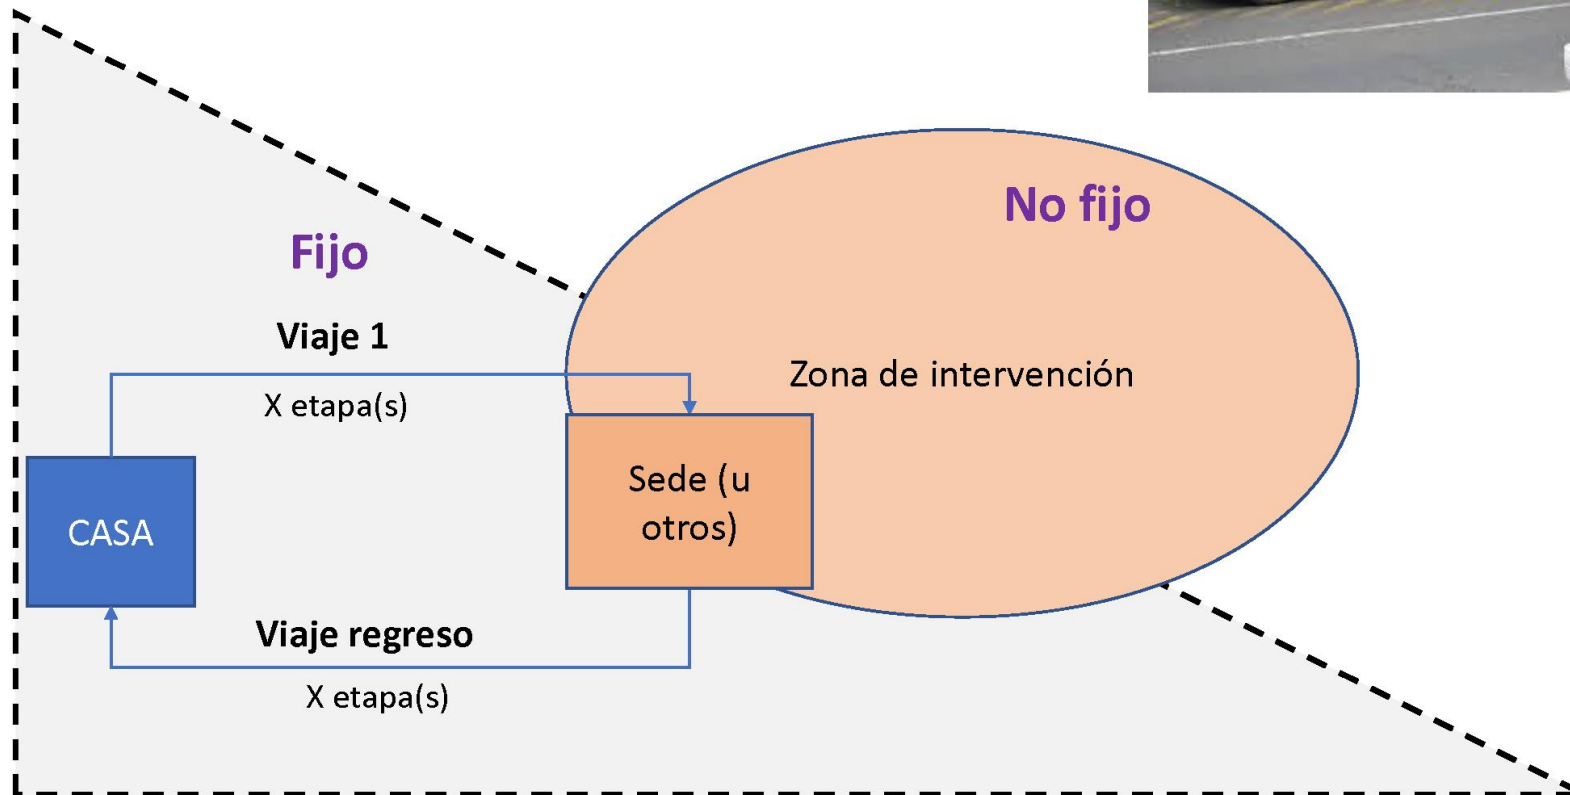 No fijo
Fijo
Viaje 1
X etapa(s)
Zona de intervención
Sede (u
otros)
CASA
Viaje regreso
X etapa(s)